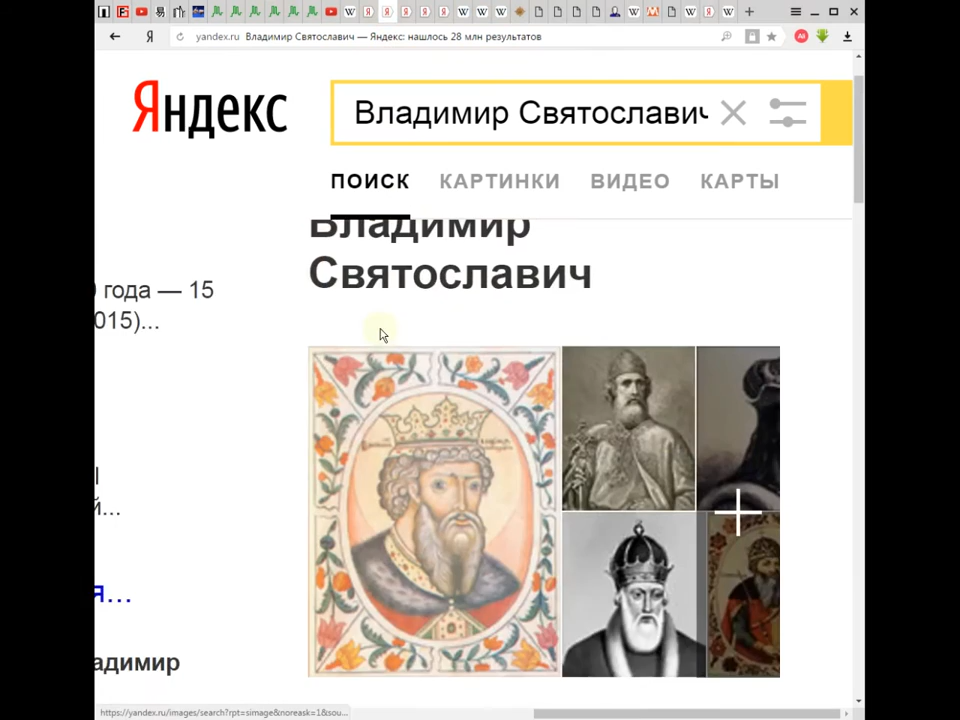 yandex.ru Владимир Святославич — Яндекс: нашлось 28 млн результатов
Яндекс
Владимир Святославич
ПОИСК КАРТИНКИ ВИДЕО КАРТЫ
Владимир
Святославич
года — 15
015)...
й...
я...
адимир
https://yandex.ru/images/search?rpt=simage&noreask=1&sou...